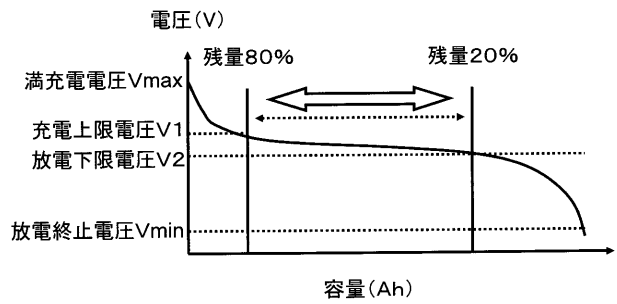 電圧(V)
残量80%
残量20%
満充電電圧Vmax
充電上限電圧V1
放電下限電圧V2
放電終止電圧Vmin
容量(Ah)